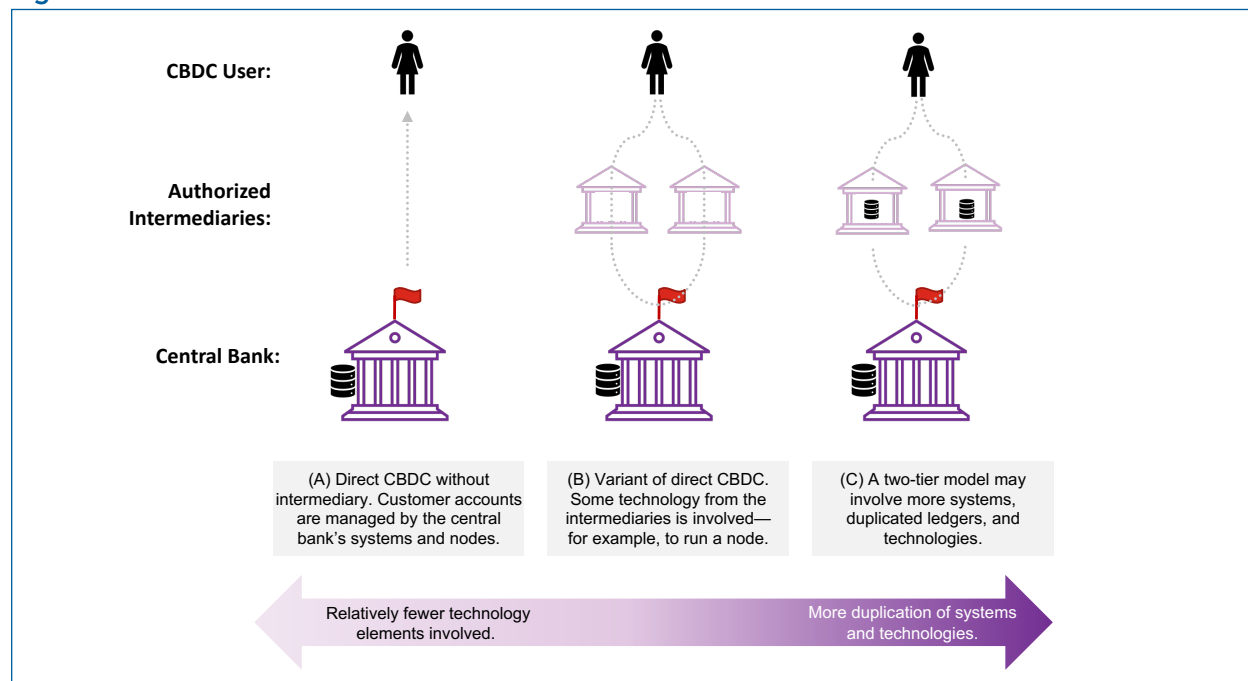 CBDC User:
Authorized
Intermediaries:
Central Bank:
(A) Direct CBDC without
intermediary. Customer accounts
are managed by the central
bank’s systems and nodes.
(B) Variant of direct CBDC.
Some technology from the
intermediaries is involved—
for example, to run a node.
(C) A two-tier model may
involve more systems,
duplicated ledgers, and
technologies.
Relatively fewer technology
elements involved.
More duplication of systems
and technologies.